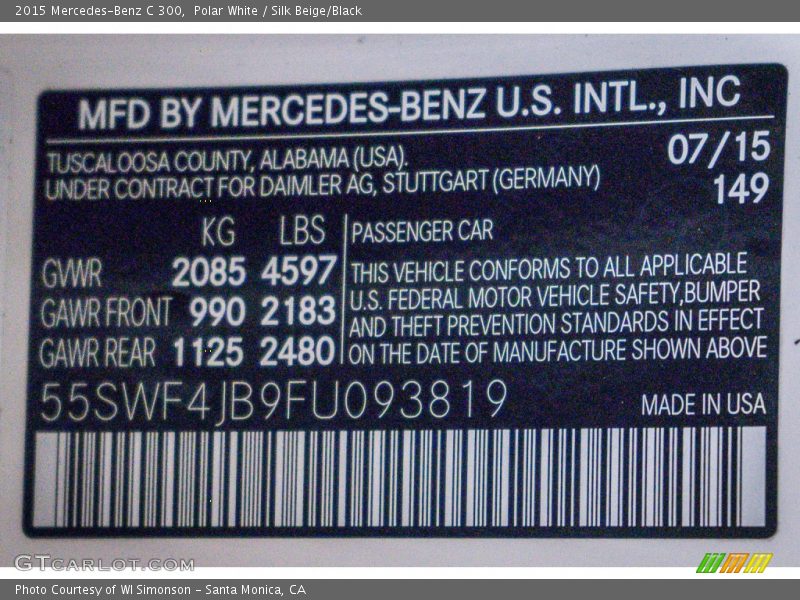 2015 Mercedes-Benz C 300,  Polar White / Silk Beige/Black
MFD BY MERCEDES-BENZ U.S. INTL., INC
TUSCALOOSA COUNTY, ALABAMA (USA).
UNDER CONTRACT FOR DAIMLER AG, STUTTGART (GERMANY)
07/15
149
KG LBS
GVWR 2085 4597
GAWR FRONT 990 2183
GAWR REAR 1125 2480
PASSENGER CAR
THIS VEHICLE CONFORMS TO ALL APPLICABLE
U.S. FEDERAL MOTOR VEHICLE SAFETY,BUMPER
AND THEFT PREVENTION STANDARDS IN EFFECT
ON THE DATE OF MANUFACTURE SHOWN ABOVE
55SWF4JB9FU093819
MADE IN USA
GTCARLOT.COM
Photo Courtesy of WI Simonson - Santa Monica, CA